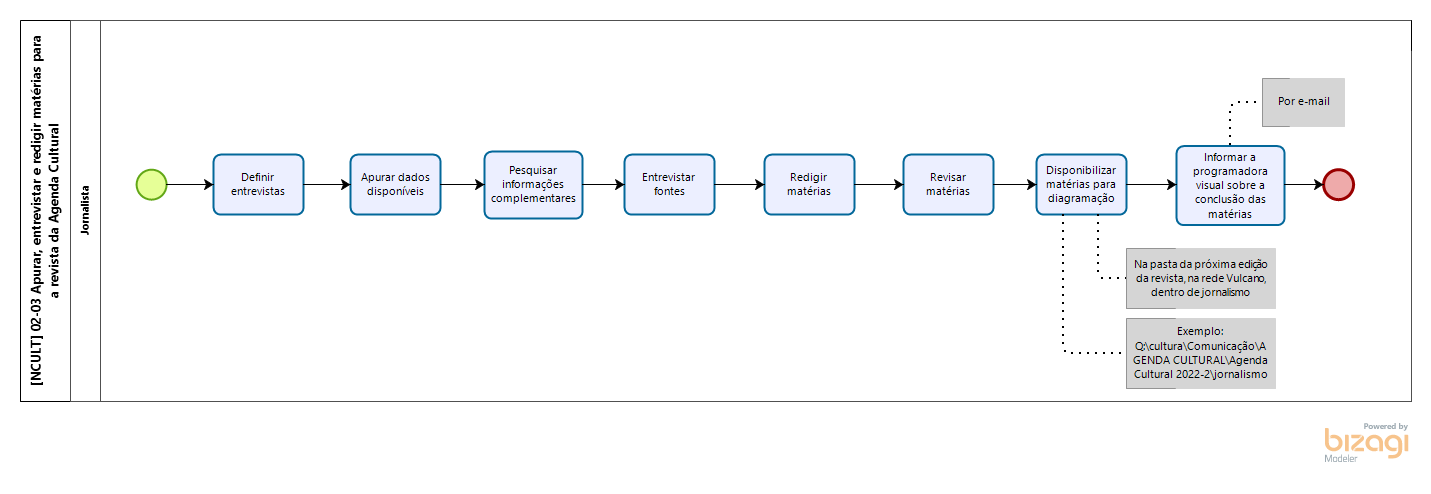 [NCULT] 02-03 Apurar, entrevistar e redigir matérias para
a revista da Agenda Cultural
Jornalista
Definir
entrevistas
Apurar dados
disponíveis
Pesquisar
informações
complementares
Entrevistar
fontes
Redigir
matérias
Revisar
matérias
Disponibilizar
matérias para
diagramação
Informar a
programadora
visual sobre a
conclusão das
matérias
Por e-mail
Na pasta da próxima edição
da revista, na rede Vulcano,
dentro de jornalismo
Exemplo:
Q:\cultura\Comunicação\A
GENDA CULTURAL\Agenda
Cultural 2022-2\jornalismo
Powered by
bizagi
Modeler